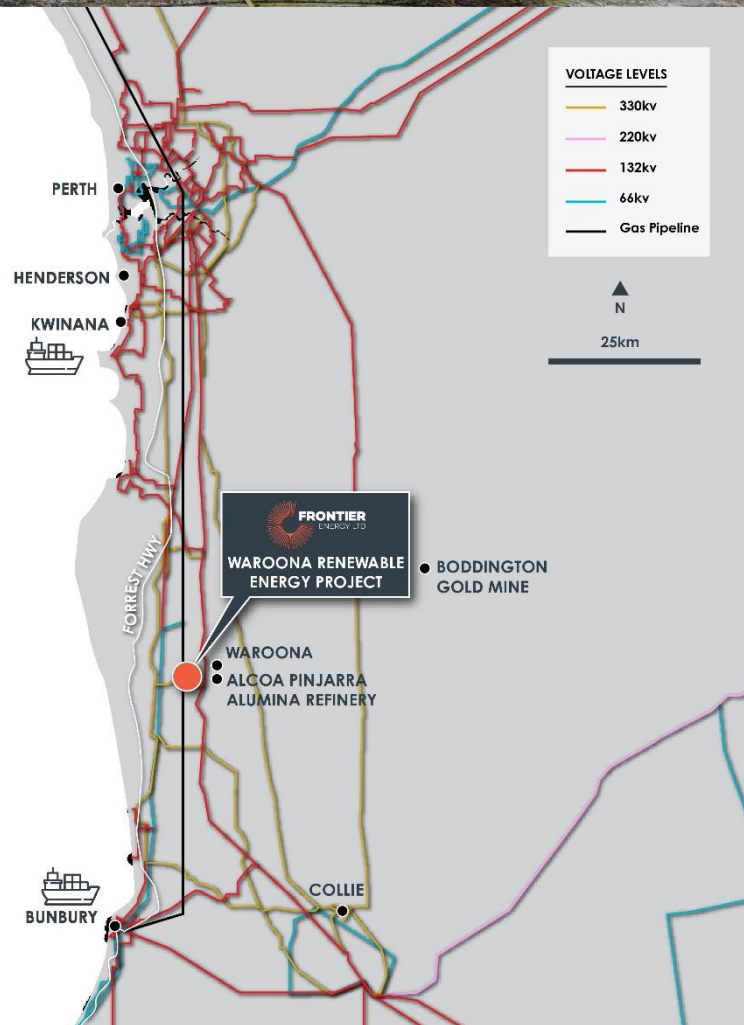 VOLTAGE LEVELS
330kv
220kv
132kv
66kv
Gas Pipeline
N
25km
PERTH
HENDERSON
KWINANA
FORREST HWY
FRONTIER
ENERGY LTD
WAROONA RENEWABLE
ENERGY PROJECT
BODDINGTON
GOLD MINE
WAROONA
ALCOA PINJARRA
ALUMINA REFINERY
COLLIE
BUNBURY